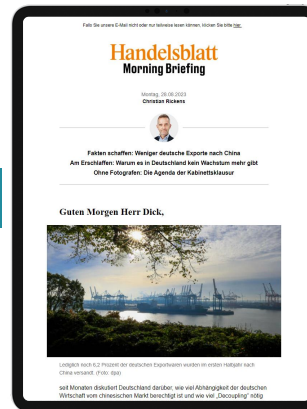 Falls Sie unsere E-Mail nicht oder nur teilweise lesen können, klicken Sie bitte hier.
Handelsblatt
Morning Briefing
Montag, 28.08.2023
Christian Rickens
Fakten schaffen: Weniger deutsche Exporte nach China
Am Erschlaffen: Warum es in Deutschland kein Wachstum mehr gibt
Ohne Fotografen: Die Agenda der Kabinettsklausur
Guten Morgen Herr Dick,
Lediglich noch 6,2 Prozent der deutschen Exportwaren wurden im ersten Halbjahr nach
China versandt. (Foto: dpa)
seit Monaten diskutiert Deutschland darüber, wie viel Abhängigkeit der deutschen
Wirtschaft vom chinesischen Markt berechtigt ist und wie viel „Decoupling" nötig